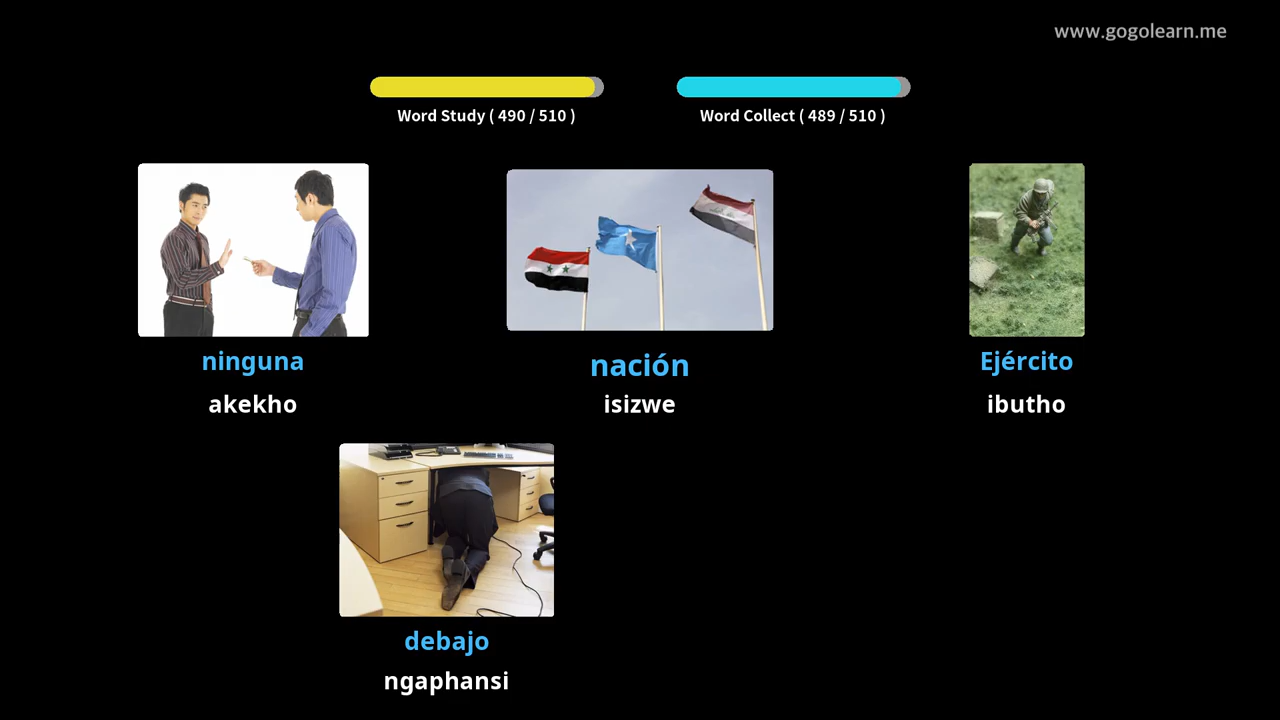 www.gogolearn.me
Word Study ( 490 / 510 )
Word Collect ( 489 / 510 )
ninguna
akekho
nación
isizwe
Ejército
ibutho
debajo
ngaphansi